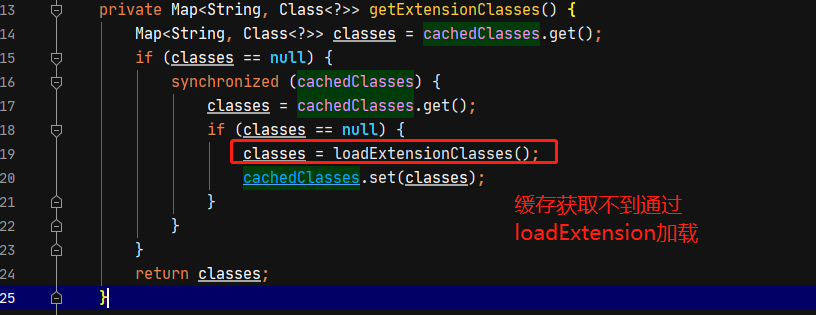 13 private Map<String, Class<?>> getExtensionClasses() {
14 Map<String, Class<?>> classes = cachedClasses.get();
15 if (classes == null) {
16 synchronized (cachedClasses) {
17 classes = cachedClasses.get();
18 if (classes == null) {
19 classes = loadExtensionClasses();
20 cachedClasses.set(classes);
21 }
22 }
23 }
24 return classes;
25 }
缓存获取不到通过
loadExtension加载